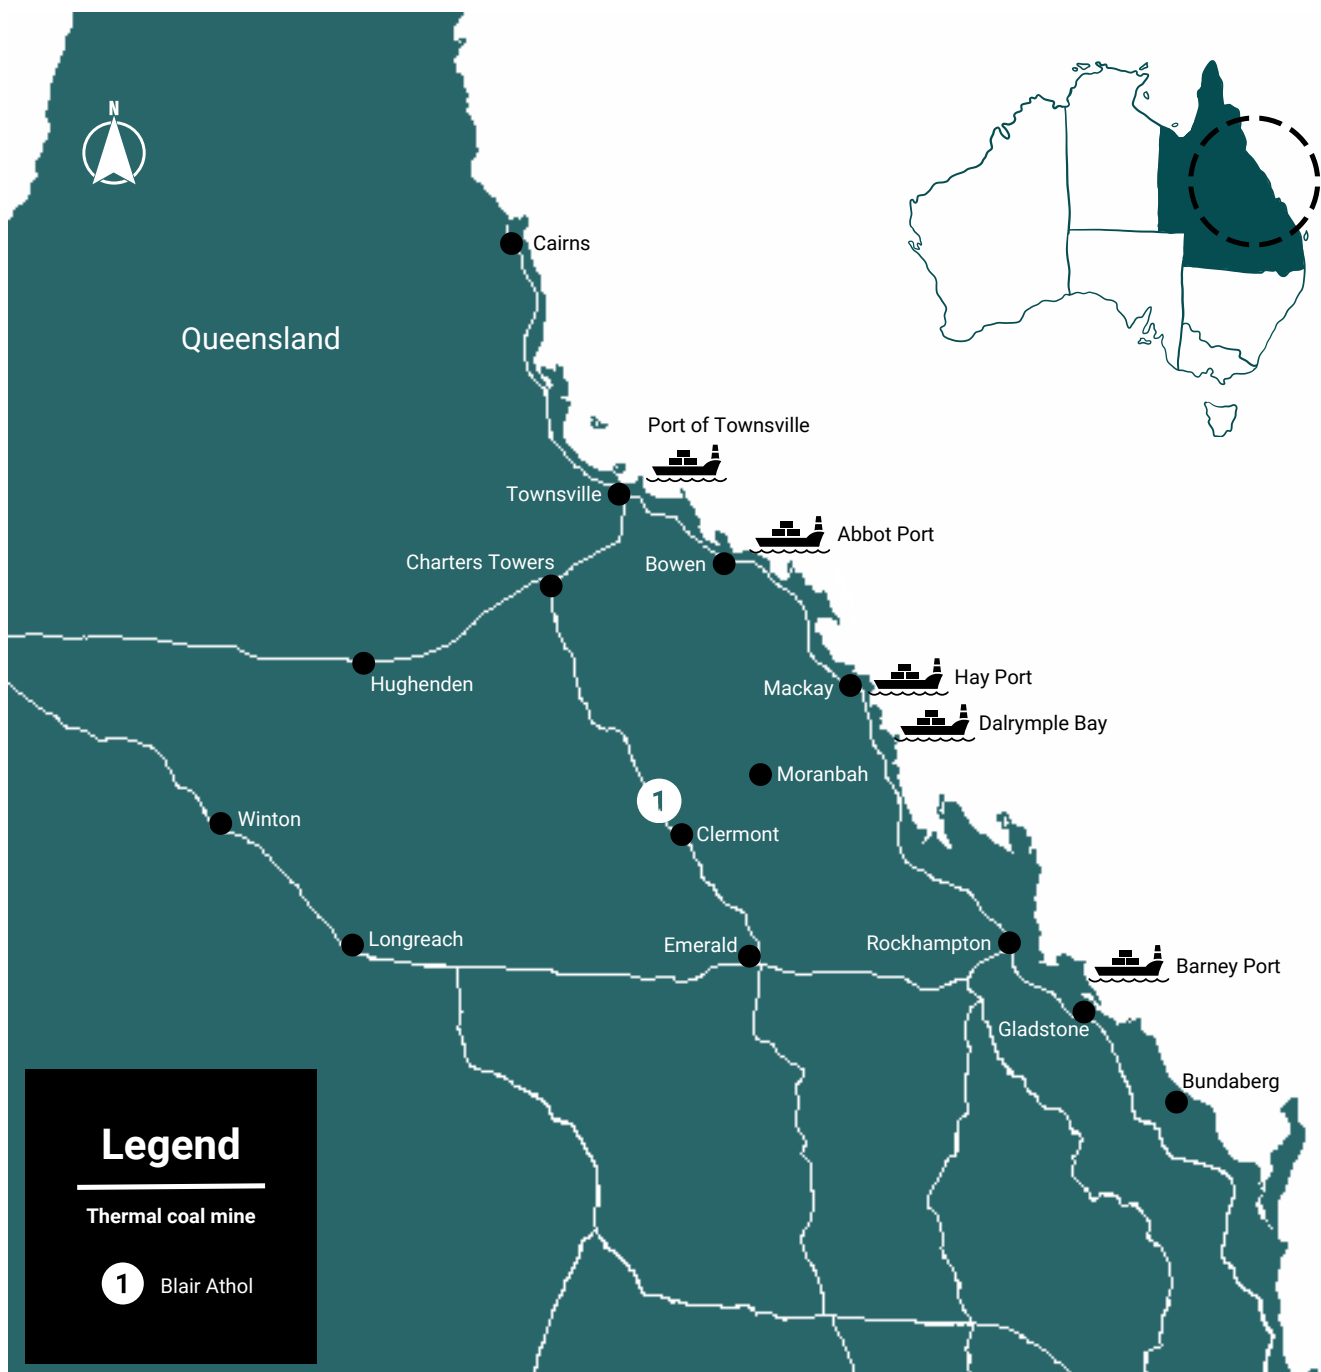 N
Cairns
Queensland
Port of Townsville
Townsville
Abbot Port
Charters Towers
Bowen
Hughenden
Hay Port
Mackay
Dalrymple Bay
Moranbah
1
Winton
Clermont
Longreach
Emerald
Rockhampton
Barney Port
Gladstone
Bundaberg
Legend
Thermal coal mine
1 Blair Athol